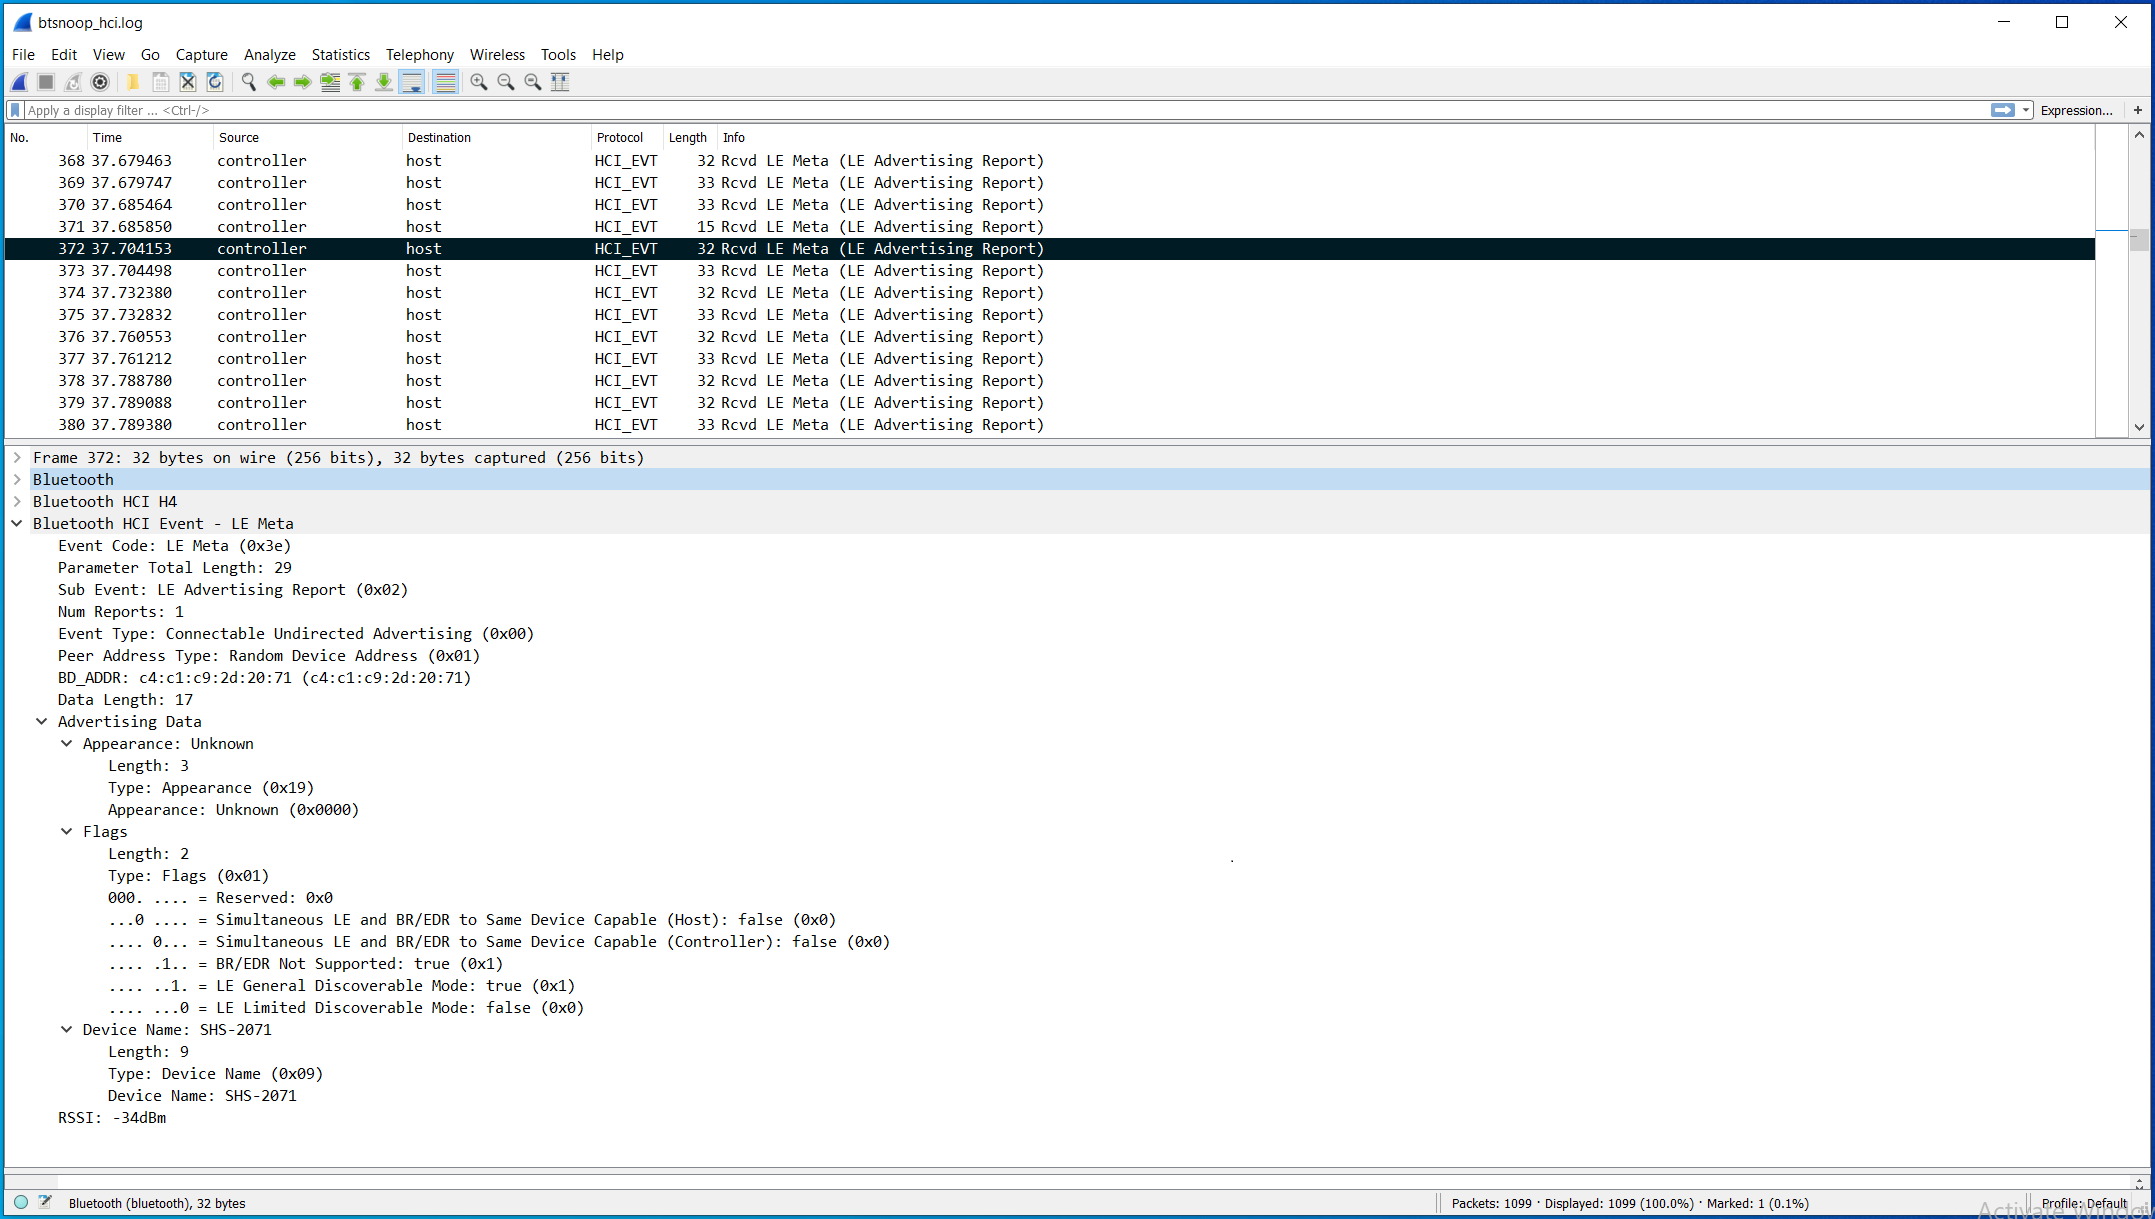 btsnoop_hci.log
File Edit View Go Capture Analyze Statistics Telephony Wireless Tools Help
Apply a display filter ... <Ctrl-/> Expression... +
No. Time Source Destination Protocol Length Info
368 37.679463 controller host HCI_EVT 32 Rcvd LE Meta (LE Advertising Report)
369 37.679747 controller host HCI_EVT 33 Rcvd LE Meta (LE Advertising Report)
370 37.685464 controller host HCI_EVT 33 Rcvd LE Meta (LE Advertising Report)
371 37.685850 controller host HCI_EVT 15 Rcvd LE Meta (LE Advertising Report)
372 37.704153 controller host HCI_EVT 32 Rcvd LE Meta (LE Advertising Report)
373 37.704498 controller host HCI_EVT 33 Rcvd LE Meta (LE Advertising Report)
374 37.732380 controller host HCI_EVT 32 Rcvd LE Meta (LE Advertising Report)
375 37.732832 controller host HCI_EVT 33 Rcvd LE Meta (LE Advertising Report)
376 37.760553 controller host HCI_EVT 32 Rcvd LE Meta (LE Advertising Report)
377 37.761212 controller host HCI_EVT 33 Rcvd LE Meta (LE Advertising Report)
378 37.788780 controller host HCI_EVT 32 Rcvd LE Meta (LE Advertising Report)
379 37.789088 controller host HCI_EVT 32 Rcvd LE Meta (LE Advertising Report)
380 37.789380 controller host HCI_EVT 33 Rcvd LE Meta (LE Advertising Report)
Frame 372: 32 bytes on wire (256 bits), 32 bytes captured (256 bits)
Bluetooth
Bluetooth HCI H4
Bluetooth HCI Event - LE Meta
Event Code: LE Meta (0x3e)
Parameter Total Length: 29
Sub Event: LE Advertising Report (0x02)
Num Reports: 1
Event Type: Connectable Undirected Advertising (0x00)
Peer Address Type: Random Device Address (0x01)
BD_ADDR: c4:c1:c9:2d:20:71 (c4:c1:c9:2d:20:71)
Data Length: 17
Advertising Data
Appearance: Unknown
Length: 3
Type: Appearance (0x19)
Appearance: Unknown (0x0000)
Flags
Length: 2
Type: Flags (0x01)
000. .... = Reserved: 0x0
...0 .... = Simultaneous LE and BR/EDR to Same Device Capable (Host): false (0x0)
.... 0... = Simultaneous LE and BR/EDR to Same Device Capable (Controller): false (0x0)
.... .1.. = BR/EDR Not Supported: true (0x1)
.... ..1. = LE General Discoverable Mode: true (0x1)
.... ...0 = LE Limited Discoverable Mode: false (0x0)
Device Name: SHS-2071
Length: 9
Type: Device Name (0x09)
Device Name: SHS-2071
RSSI: -34dBm
Bluetooth (bluetooth), 32 bytes Packets: 1099 · Displayed: 1099 (100.0%) · Marked: 1 (0.1%) Profile: Default